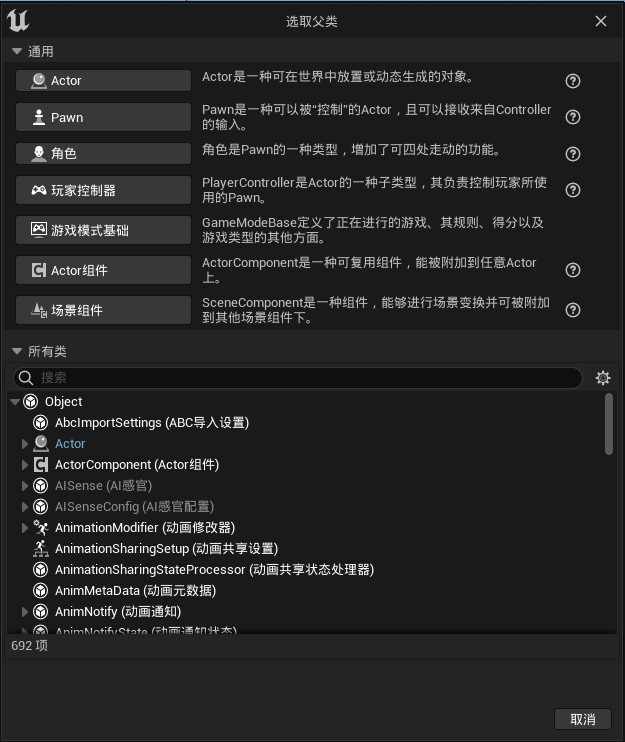 选取父类
通用
Actor
Actor是一种可在世界中放置或动态生成的对象。
Pawn
Pawn是一种可以被“控制”的Actor，且可以接收来自Controller
的输入。
角色
角色是Pawn的一种类型，增加了可四处走动的功能。
玩家控制器
PlayerController是Actor的一种子类型，其负责控制玩家所使
用的Pawn。
游戏模式基础
GameModeBase定义了正在进行的游戏、其规则、得分以及
游戏类型的其他方面。
Actor组件
ActorComponent是一种可复用组件，能被附加到任意Actor
上。
场景组件
SceneComponent是一种组件，能够进行场景变换并可被附加
到其他场景组件下。
所有类
搜索
Object
AbcImportSettings (ABC导入设置)
Actor
ActorComponent (Actor组件)
AISense (AI感官)
AISenseConfig (AI感官配置)
AnimationModifier (动画修改器)
AnimationSharingSetup (动画共享设置)
AnimationSharingStateProcessor (动画共享状态处理器)
AnimMetaData (动画元数据)
AnimNotify (动画通知)
AnimNotifyState (动画通知状态)
692 项
取消